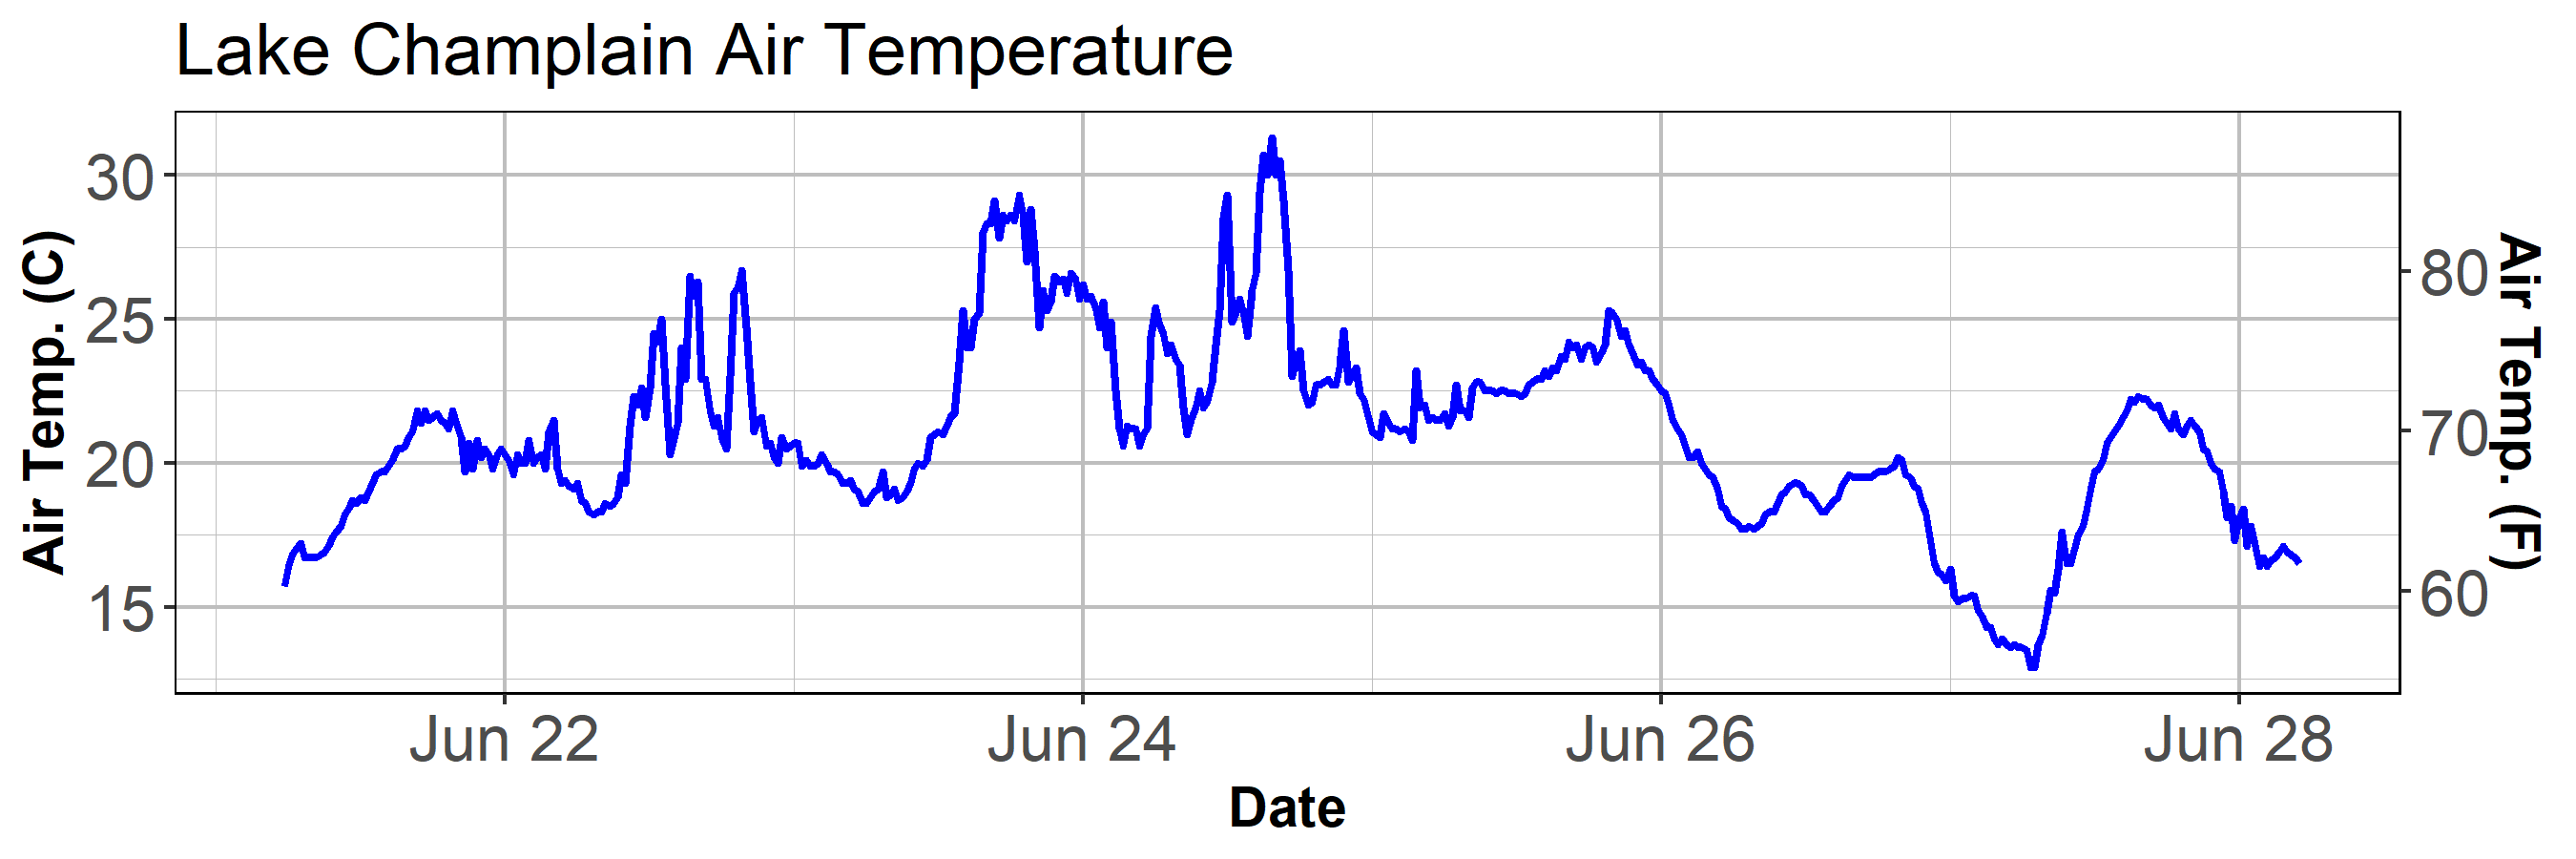 Lake Champlain Air Temperature
Air Temp. (C)
30
25
20
15
80
70
60
Air Temp. (F)
Jun 22
Jun 24
Jun 26
Jun 28
Date